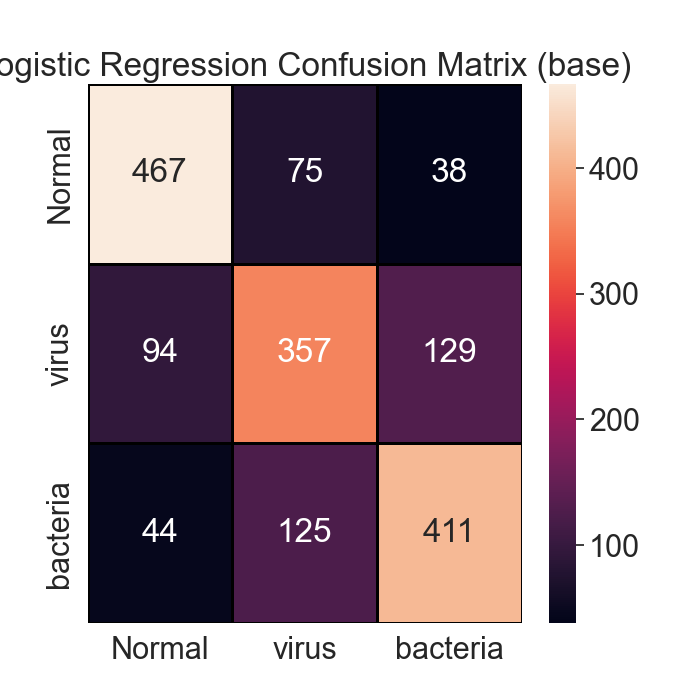 ogistic Regression Confusion Matrix (base)
Normal
467
75
38
virus
94
357
129
bacteria
44
125
411
Normal
virus
bacteria
400
300
200
100